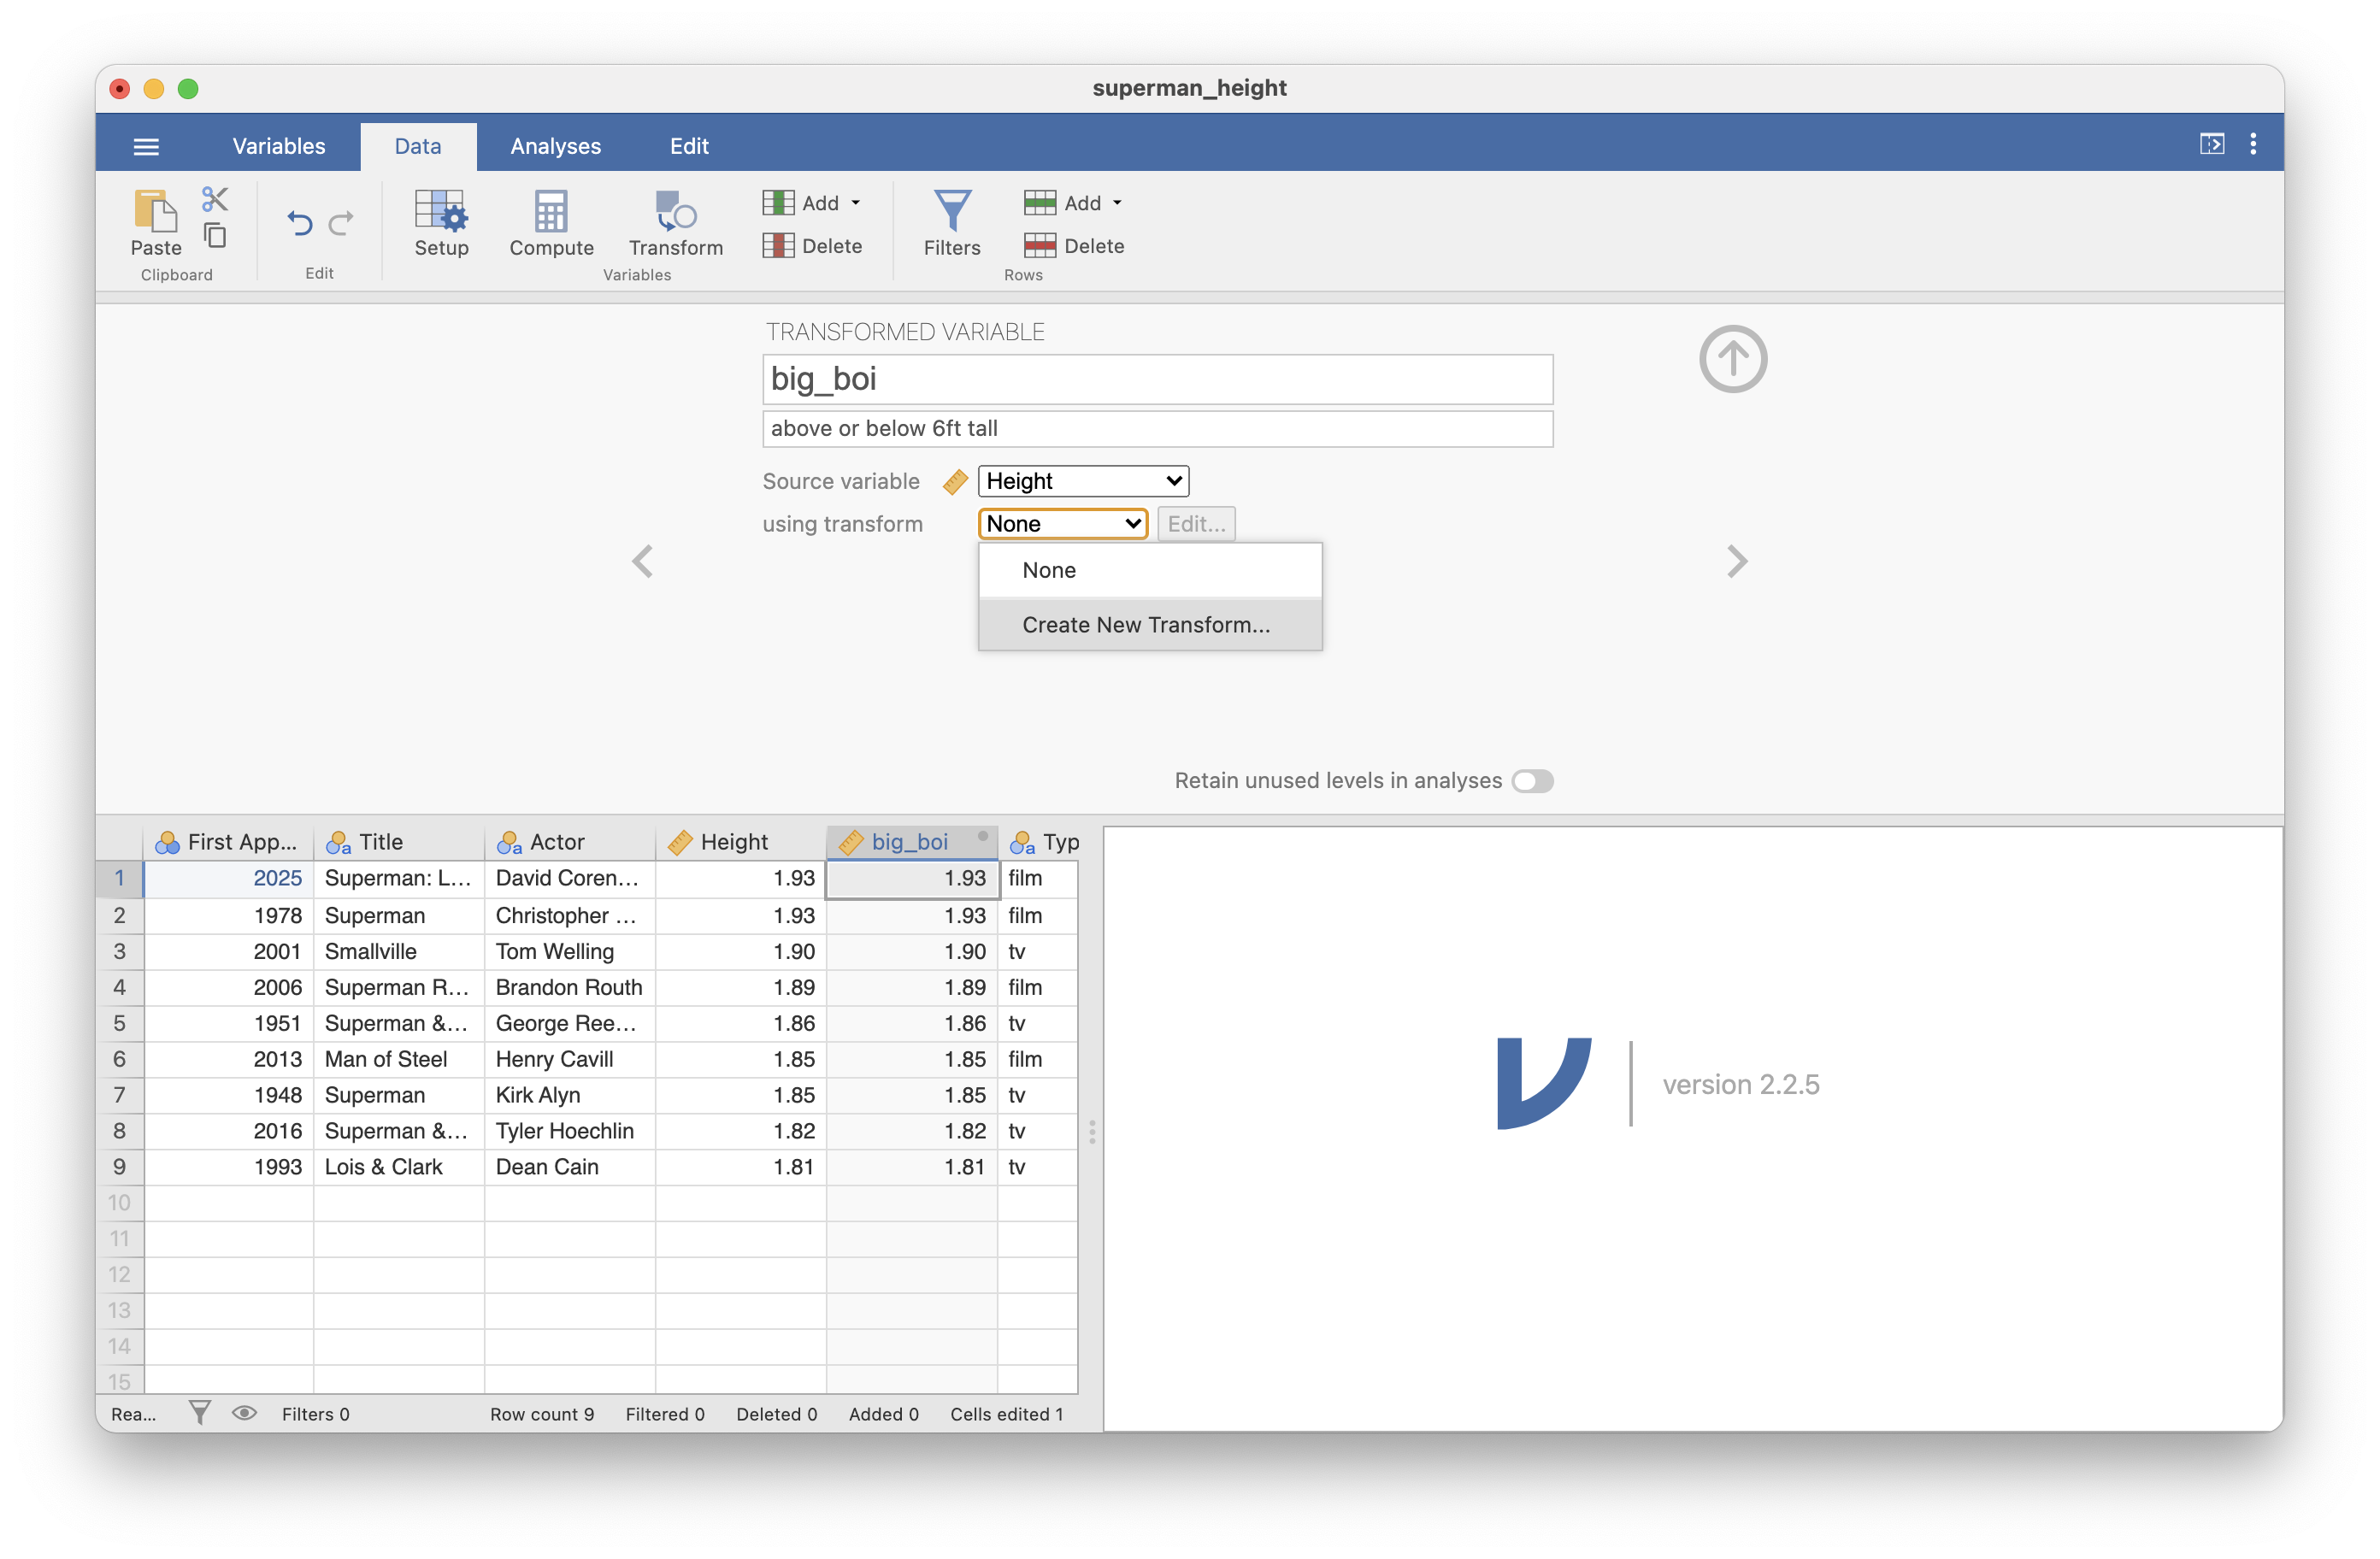 superman_height
Variables Data Analyses Edit
Paste
Clipboard
Edit
Setup Compute Transform Add Delete
Variables
Filters Add Delete
Rows
TRANSFORMED VARIABLE
big_boi
above or below 6ft tall
Source variable Height
using transform None Edit...
None
Create New Transform...
Retain unused levels in analyses
First App... Title Actor Height big_boi Typ
1 2025 Superman: L... David Coren... 1.93 1.93 film
2 1978 Superman Christopher ... 1.93 1.93 film
3 2001 Smallville Tom Welling 1.90 1.90 tv
4 2006 Superman R... Brandon Routh 1.89 1.89 film
5 1951 Superman &... George Ree... 1.86 1.86 tv
6 2013 Man of Steel Henry Cavill 1.85 1.85 film
7 1948 Superman Kirk Alyn 1.85 1.85 tv
8 2016 Superman &... Tyler Hoechlin 1.82 1.82 tv
9 1993 Lois & Clark Dean Cain 1.81 1.81 tv
10
11
12
13
14
15
version 2.2.5
Rea... Filters 0 Row count 9 Filtered 0 Deleted 0 Added 0 Cells edited 1